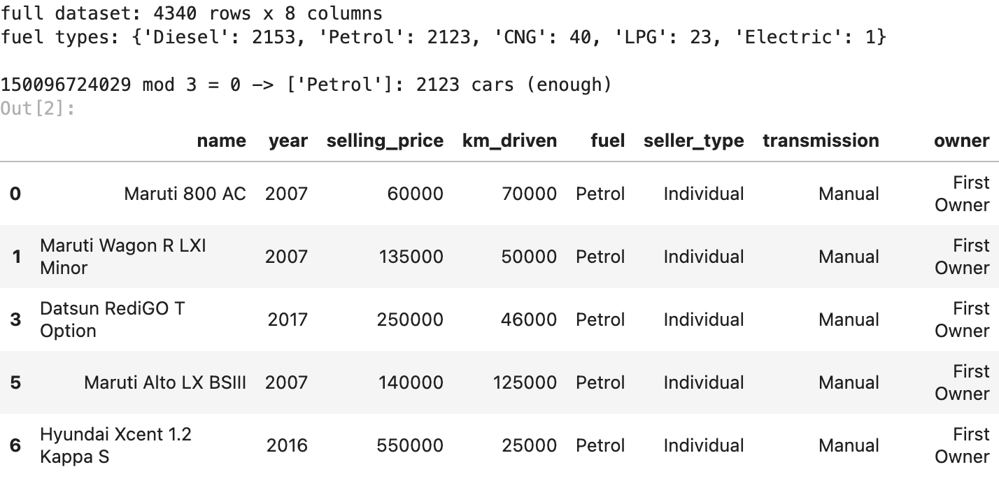 full dataset: 4340 rows x 8 columns
fuel types: {'Diesel': 2153, 'Petrol': 2123, 'CNG': 40, 'LPG': 23, 'Electric': 1}
150096724029 mod 3 = 0 -> ['Petrol']: 2123 cars (enough)
Out[2]:
name year selling_price km_driven fuel seller_type transmission owner
0 Maruti 800 AC 2007 60000 70000 Petrol Individual Manual First Owner
1 Maruti Wagon R LXI Minor 2007 135000 50000 Petrol Individual Manual First Owner
3 Datsun RediGO T Option 2017 250000 46000 Petrol Individual Manual First Owner
5 Maruti Alto LX BSIII 2007 140000 125000 Petrol Individual Manual First Owner
6 Hyundai Xcent 1.2 Kappa S 2016 550000 25000 Petrol Individual Manual First Owner